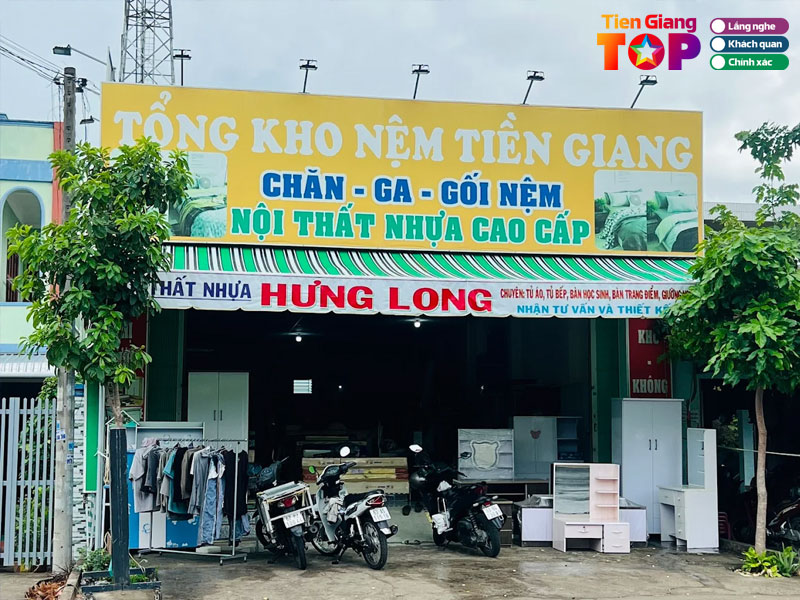 Tien Giang
TOP
Lắng nghe
Khách quan
Chính xác
TỔNG KHO NỆM TIỀN GIANG
CHĂN - GA - GỐI NỆM
NỘI THẤT NHỰA CAO CẤP
THẤT NHỰA HƯNG LONG
CHUYÊN: TỦ ÁO, TỦ BẾP, BÀN HỌC SINH, BÀN TRANG ĐIỂM, GIƯỜNG
NHẬN TƯ VẤN VÀ THIẾT KẾ
KHÔNG